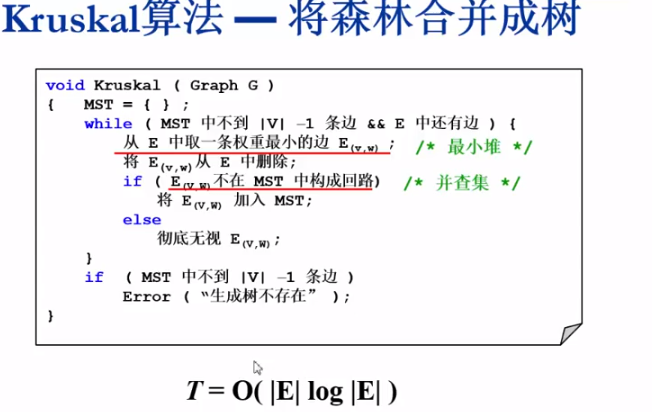 Kruskal算法 — 将森林合并成树
void Kruskal ( Graph G )
{ MST = { } ;
while ( MST 中不到 |V| –1 条边 && E 中还有边 ) {
从 E 中取一条权重最小的边 E(v,w) ; /* 最小堆 */
将 E(v,w)从 E 中删除;
if ( E(V,W)不在 MST 中构成回路) /* 并查集 */
将 E(V,W) 加入 MST;
else
彻底无视 E(V,W);
}
if ( MST 中不到 |V| –1 条边 )
Error ( “生成树不存在” );
}
T = O( |E| log |E| )